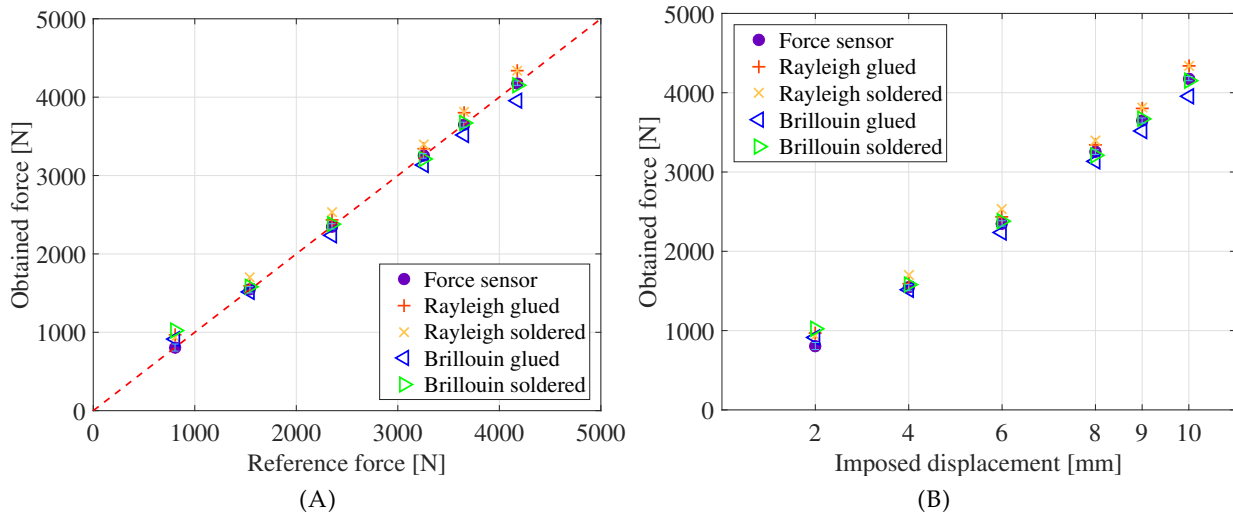 5000
4000
3000
2000
1000
0
Obtained force [N]
Force sensor
Rayleigh glued
Rayleigh soldered
Brillouin glued
Brillouin soldered
0 1000 2000 3000 4000 5000
Reference force [N]
(A)
5000
4000
3000
2000
1000
0
Obtained force [N]
Force sensor
Rayleigh glued
Rayleigh soldered
Brillouin glued
Brillouin soldered
2 4 6 8 9 10
Imposed displacement [mm]
(B)